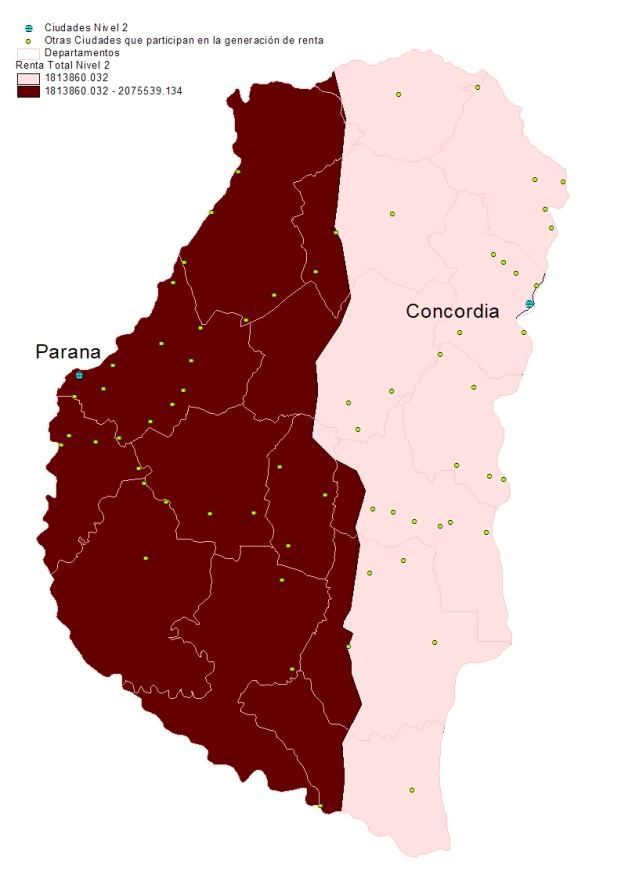 Ciudades Nivel 2
Otras Ciudades que participan en la generación de renta
Departamentos
Renta Total Nivel 2
1813860.032
1813860.032 - 2075539.134
Concordia
Parana